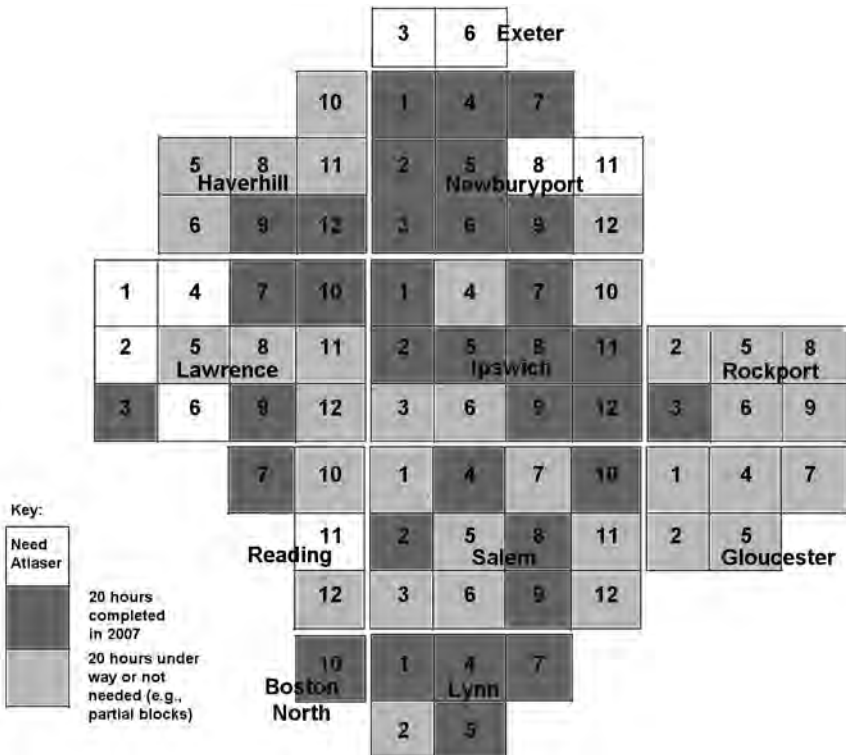 3 6 Exeter
10 1 4 7
5 8 11 2 5 8 11
Haverhill Newburyport
6 9 12 3 6 9 12
1 4 7 10 1 4 7 10
2 5 8 11 2 5 8 11 2 5 8
Lawrence Ipswich Rockport
3 6 9 12 3 6 9 12 3 6 9
7 10 1 4 7 10 1 4 7
11 2 5 8 11 2 5
Reading Salem Gloucester
12 3 6 9 12
10 1 4 7
Boston Lynn
North
2 5
Key:
Need
Atlaser
20 hours
completed
in 2007
20 hours under
way or not
needed (e.g.,
partial blocks)